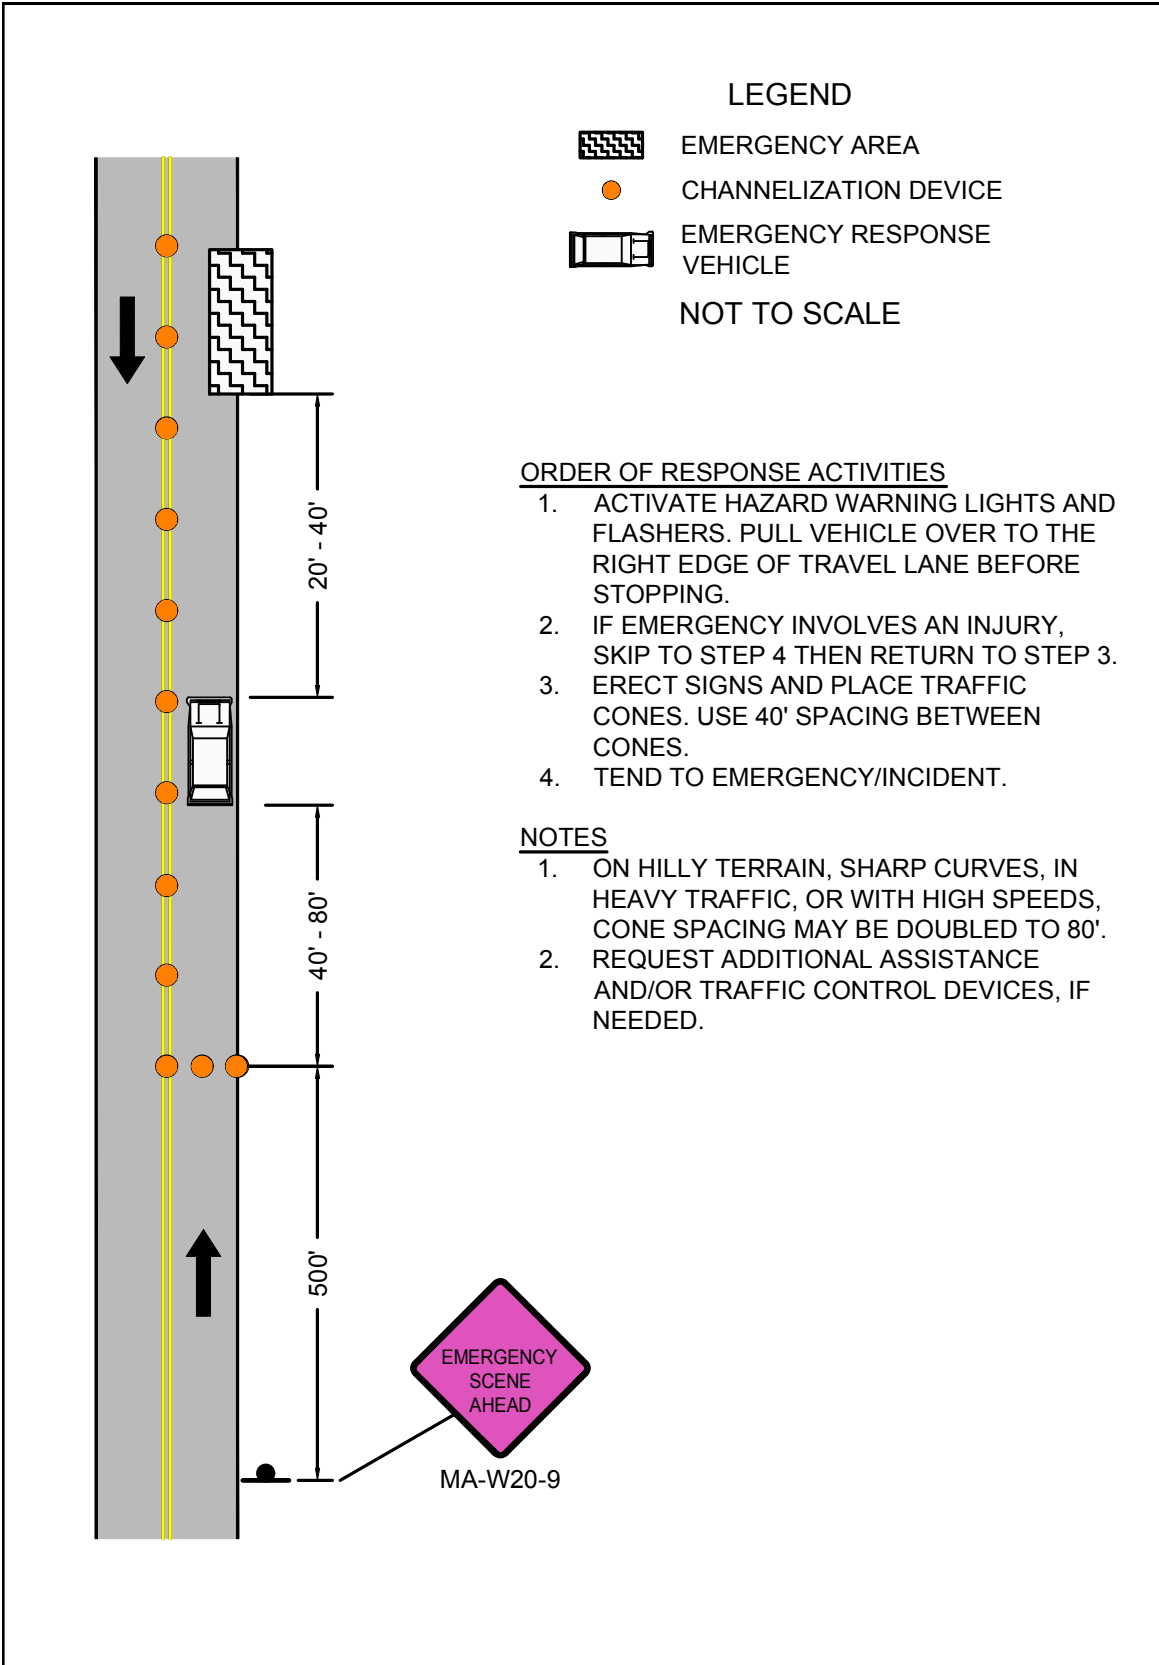 LEGEND
EMERGENCY AREA
CHANNELIZATION DEVICE
EMERGENCY RESPONSE
VEHICLE
NOT TO SCALE
20' - 40'
40' - 80'
500'
ORDER OF RESPONSE ACTIVITIES
1. ACTIVATE HAZARD WARNING LIGHTS AND
FLASHERS. PULL VEHICLE OVER TO THE
RIGHT EDGE OF TRAVEL LANE BEFORE
STOPPING.
2. IF EMERGENCY INVOLVES AN INJURY,
SKIP TO STEP 4 THEN RETURN TO STEP 3.
3. ERECT SIGNS AND PLACE TRAFFIC
CONES. USE 40' SPACING BETWEEN
CONES.
4. TEND TO EMERGENCY/INCIDENT.
NOTES
1. ON HILLY TERRAIN, SHARP CURVES, IN
HEAVY TRAFFIC, OR WITH HIGH SPEEDS,
CONE SPACING MAY BE DOUBLED TO 80'.
2. REQUEST ADDITIONAL ASSISTANCE
AND/OR TRAFFIC CONTROL DEVICES, IF
NEEDED.
EMERGENCY
SCENE
AHEAD
MA-W20-9